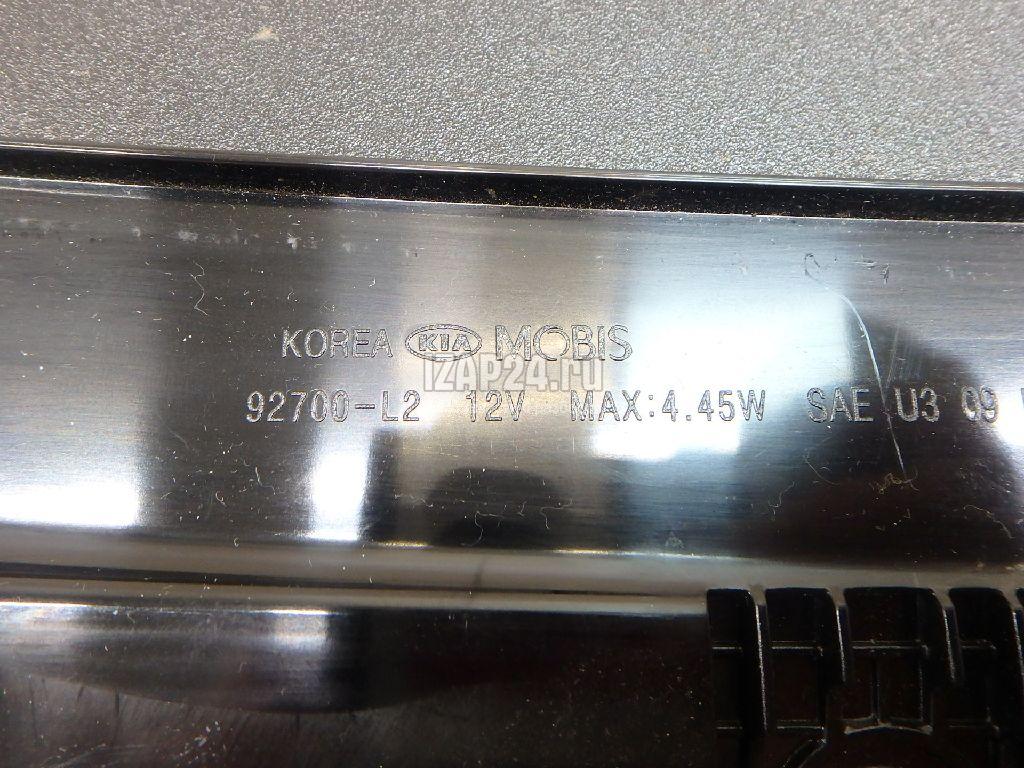 KOREA KIA MOBIS
IZAP24.ru
92700-L2 12V MAX:4.45W SAE U3 09